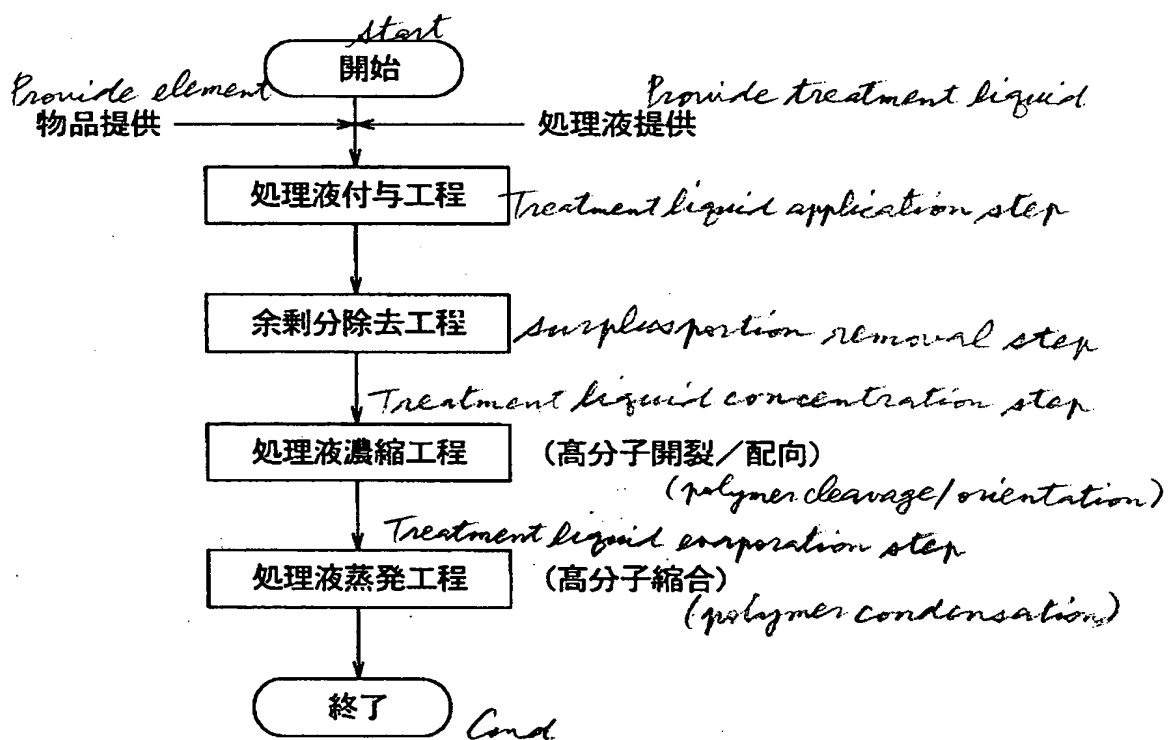 start
開始
Provide element
Provide treatment liquid
物品提供
処理液提供
処理液付与工程
Treatment liquid application step
余剰分除去工程
surplus portion removal step
Treatment liquid concentration step
処理液濃縮工程
(高分子開裂/配向)
(polymer cleavage/orientation)
Treatment liquid evaporation step
処理液蒸発工程
(高分子縮合)
(polymer condensation)
終了